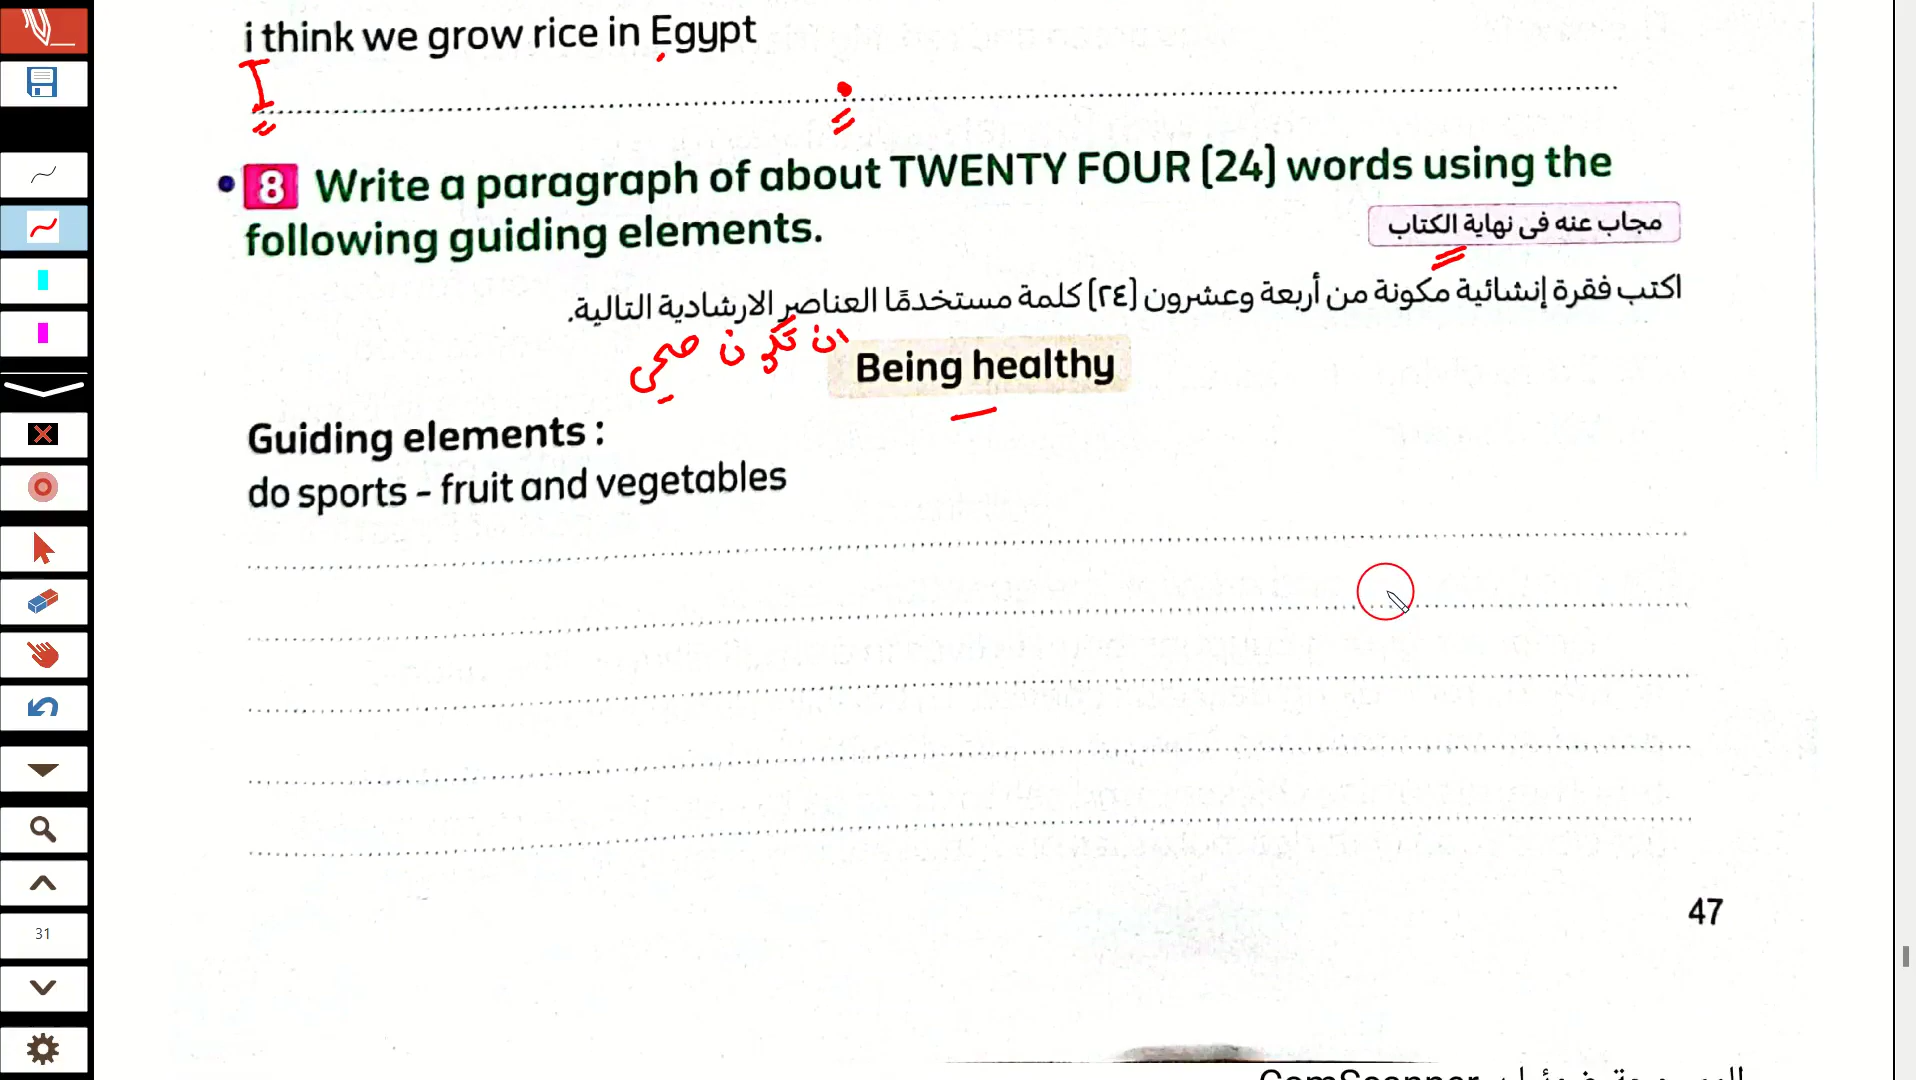 i think we grow rice in Egypt
I .
8 Write a paragraph of about TWENTY FOUR (24) words using the
following guiding elements.
مجاب عنه فى نهاية الكتاب
اكتب فقرة إنشائية مكونة من أربعة وعشرون (٢٤) كلمة مستخدمًا العناصر الارشادية التالية.
ان تكون صحي
Being healthy
Guiding elements :
do sports - fruit and vegetables
47
31
CamScanner